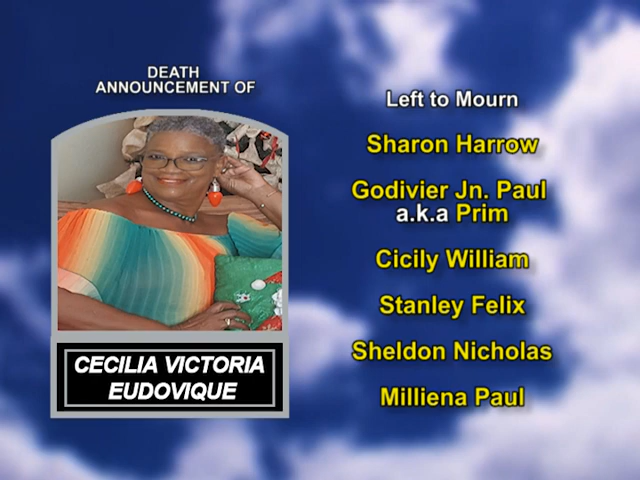 DEATH
ANNOUNCEMENT OF
CECILIA VICTORIA
EUDOVIQUE
Left to Mourn
Sharon Harrow
Godivier Jn. Paul
a.k.a Prim
Cicily William
Stanley Felix
Sheldon Nicholas
Milliena Paul